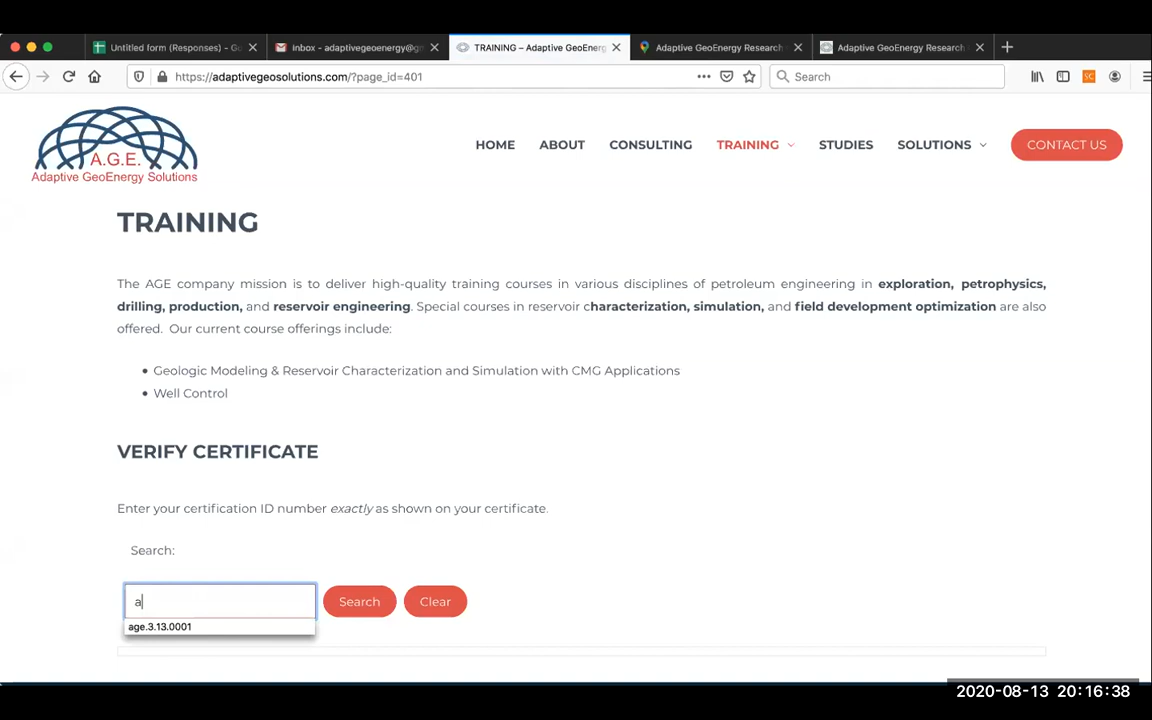 Untitled form (Responses) - Go
Inbox - adaptivegeoenergy@gm
TRAINING – Adaptive GeoEnerg
Adaptive GeoEnergy Research
Adaptive GeoEnergy Research
https://adaptivegeosolutions.com/?page_id=401
Search
A.G.E.
Adaptive GeoEnergy Solutions
HOME
ABOUT
CONSULTING
TRAINING
STUDIES
SOLUTIONS
CONTACT US
TRAINING
The AGE company mission is to deliver high-quality training courses in various disciplines of petroleum engineering in exploration, petrophysics,
drilling, production, and reservoir engineering. Special courses in reservoir characterization, simulation, and field development optimization are also
offered. Our current course offerings include:
• Geologic Modeling & Reservoir Characterization and Simulation with CMG Applications
• Well Control
VERIFY CERTIFICATE
Enter your certification ID number exactly as shown on your certificate.
Search:
a
Search
Clear
age.3.13.0001
2020-08-13 20:16:38